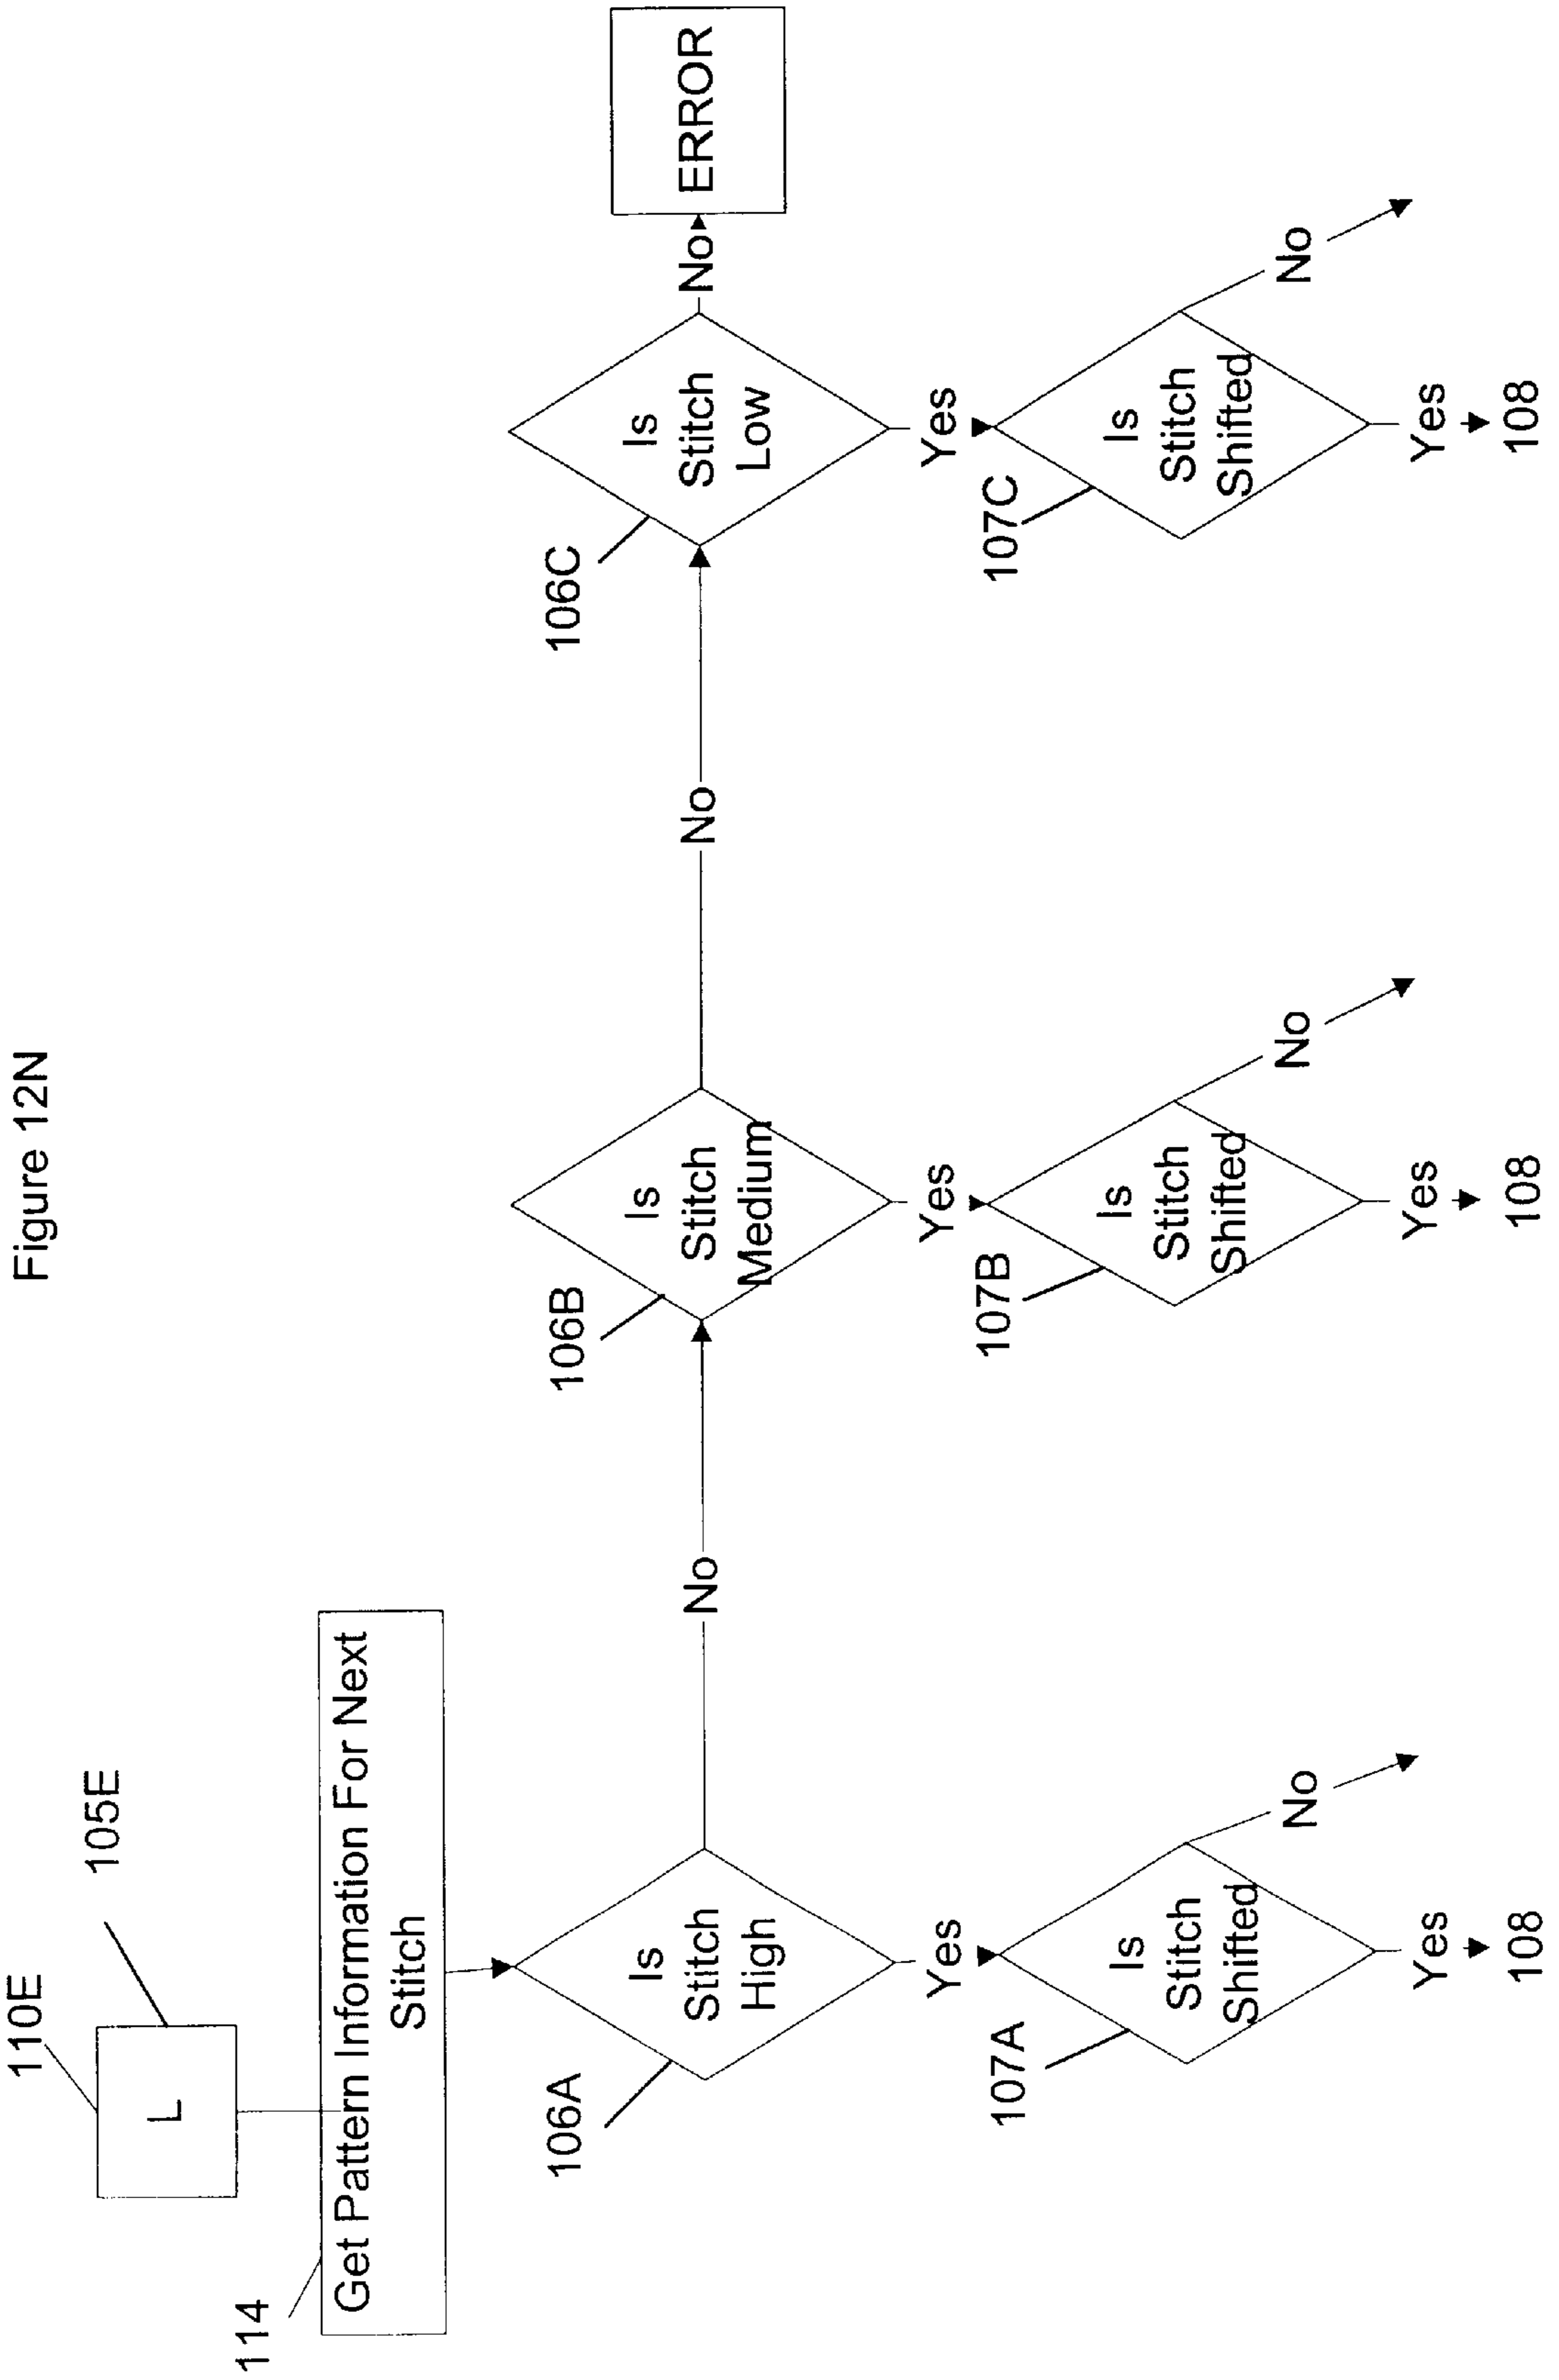 Figure 12N
110E
105E
L
114
Get Pattern Information For Next
Stitch
106A
Is
Stitch
High
No
106B
Is
Stitch
Medium
No
106C
Is
Stitch
Low
No
ERROR
Yes
Yes
Yes
107A
Is
Stitch
Shifted
No
107B
Is
Stitch
Shifted
No
107C
Is
Stitch
Shifted
No
Yes
Yes
Yes
108
108
108